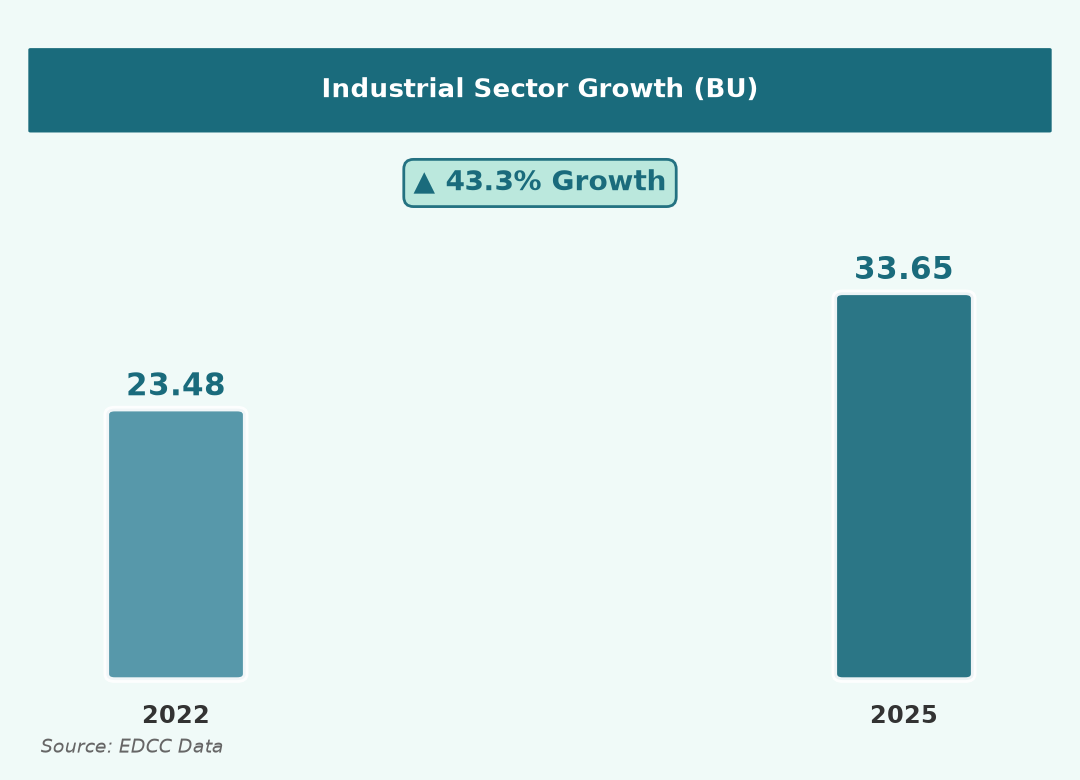 Industrial Sector Growth (BU)
▲ 43.3% Growth
33.65
23.48
2022
2025
Source: EDCC Data